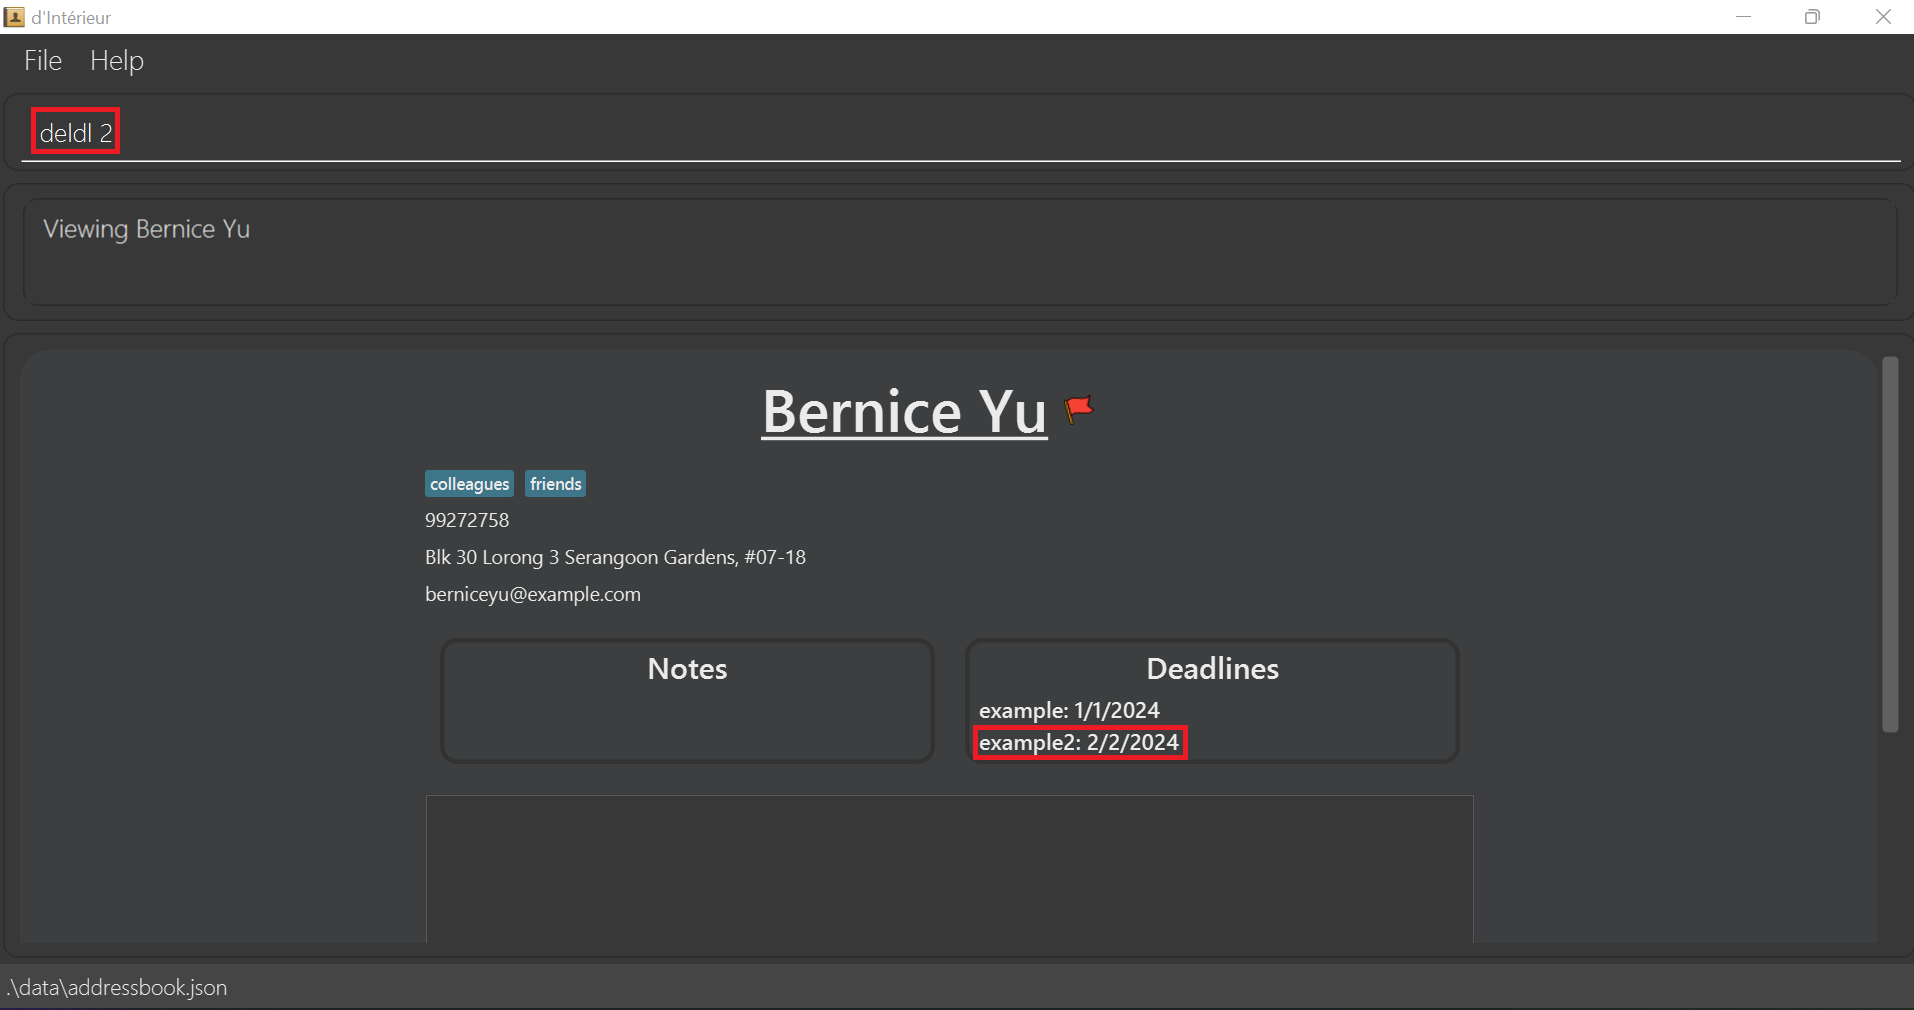 d'Intérieur
File Help
deldl 2
Viewing Bernice Yu
Bernice Yu
colleagues friends
99272758
Blk 30 Lorong 3 Serangoon Gardens, #07-18
berniceyu@example.com
Notes
Deadlines
example: 1/1/2024
example2: 2/2/2024
.\data\addressbook.json